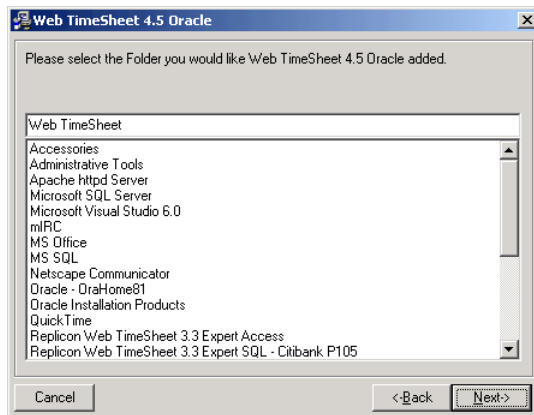 Web TimeSheet 4.5 Oracle
Please select the Folder you would like Web TimeSheet 4.5 Oracle added.
Web TimeSheet
Accessories
Administrative Tools
Apache httpd Server
Microsoft SQL Server
Microsoft Visual Studio 6.0
mIRC
MS Office
MS SQL
Netscape Communicator
Oracle - OraHome81
Oracle Installation Products
QuickTime
Replicon Web TimeSheet 3.3 Expert Access
Replicon Web TimeSheet 3.3 Expert SQL - Citibank P105
Cancel <-Back Next->